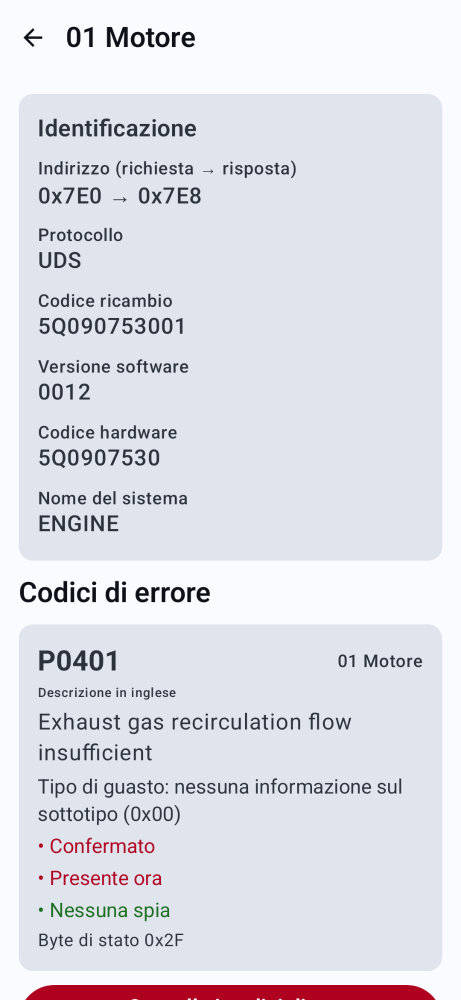 01 Motore
Identificazione
Indirizzo (richiesta → risposta)
0x7E0 → 0x7E8
Protocollo
UDS
Codice ricambio
5Q090753001
Versione software
0012
Codice hardware
5Q0907530
Nome del sistema
ENGINE
Codici di errore
P0401
01 Motore
Descrizione in inglese
Exhaust gas recirculation flow
insufficient
Tipo di guasto: nessuna informazione sul
sottotipo (0x00)
• Confermato
• Presente ora
• Nessuna spia
Byte di stato 0x2F